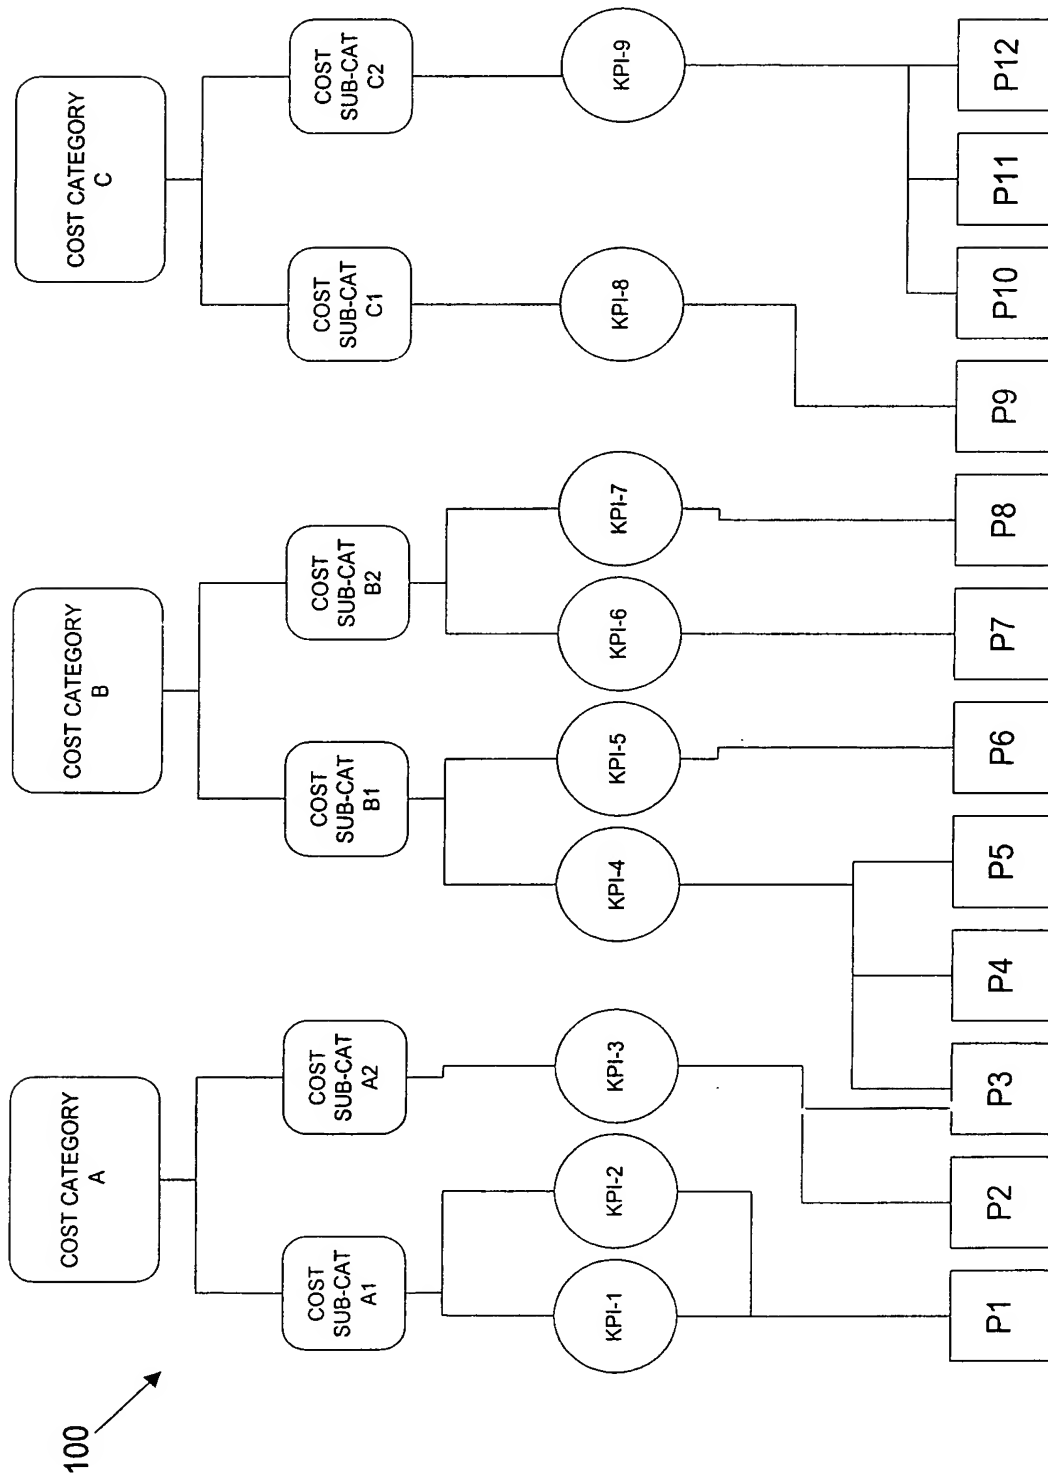 100
COST CATEGORY
A
COST CATEGORY
B
COST CATEGORY
C
COST
SUB-CAT
A1
COST
SUB-CAT
A2
COST
SUB-CAT
B1
COST
SUB-CAT
B2
COST
SUB-CAT
C1
COST
SUB-CAT
C2
KPI-1
KPI-2
KPI-3
KPI-4
KPI-5
KPI-6
KPI-7
KPI-8
KPI-9
P1
P2
P3
P4
P5
P6
P7
P8
P9
P10
P11
P12